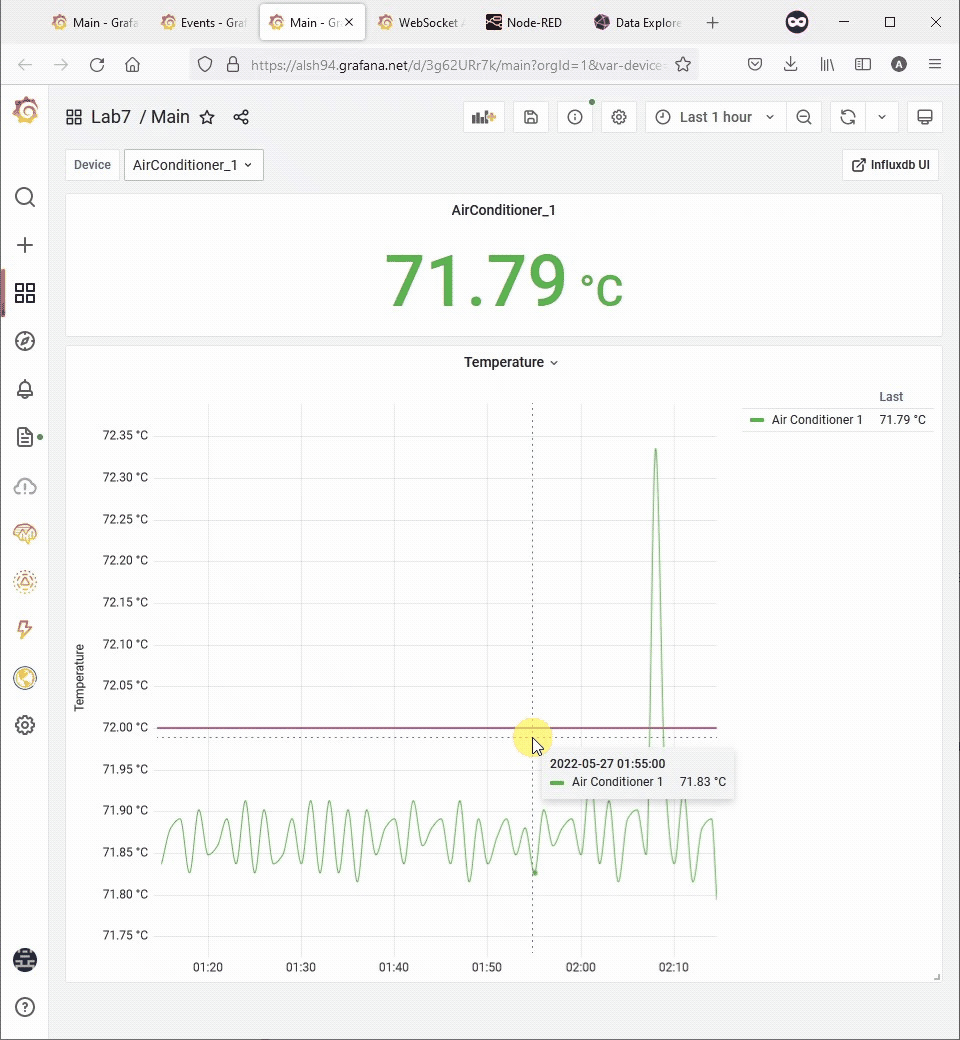 Main - Grafa
Events - Graf
Main - Gr
WebSocket A
Node-RED
Data Explore
https://alsh94.grafana.net/d/3g62URr7k/main?orgId=1&var-device
A
Lab7 / Main
Last 1 hour
Device
AirConditioner_1
Influxdb UI
AirConditioner_1
71.79 °C
Temperature
Last
Air Conditioner 1 71.79 °C
72.35 °C
72.30 °C
72.25 °C
72.20 °C
72.15 °C
72.10 °C
72.05 °C
72.00 °C
71.95 °C
71.90 °C
71.85 °C
71.80 °C
71.75 °C
Temperature
2022-05-27 01:55:00
Air Conditioner 1 71.83 °C
01:20 01:30 01:40 01:50 02:00 02:10